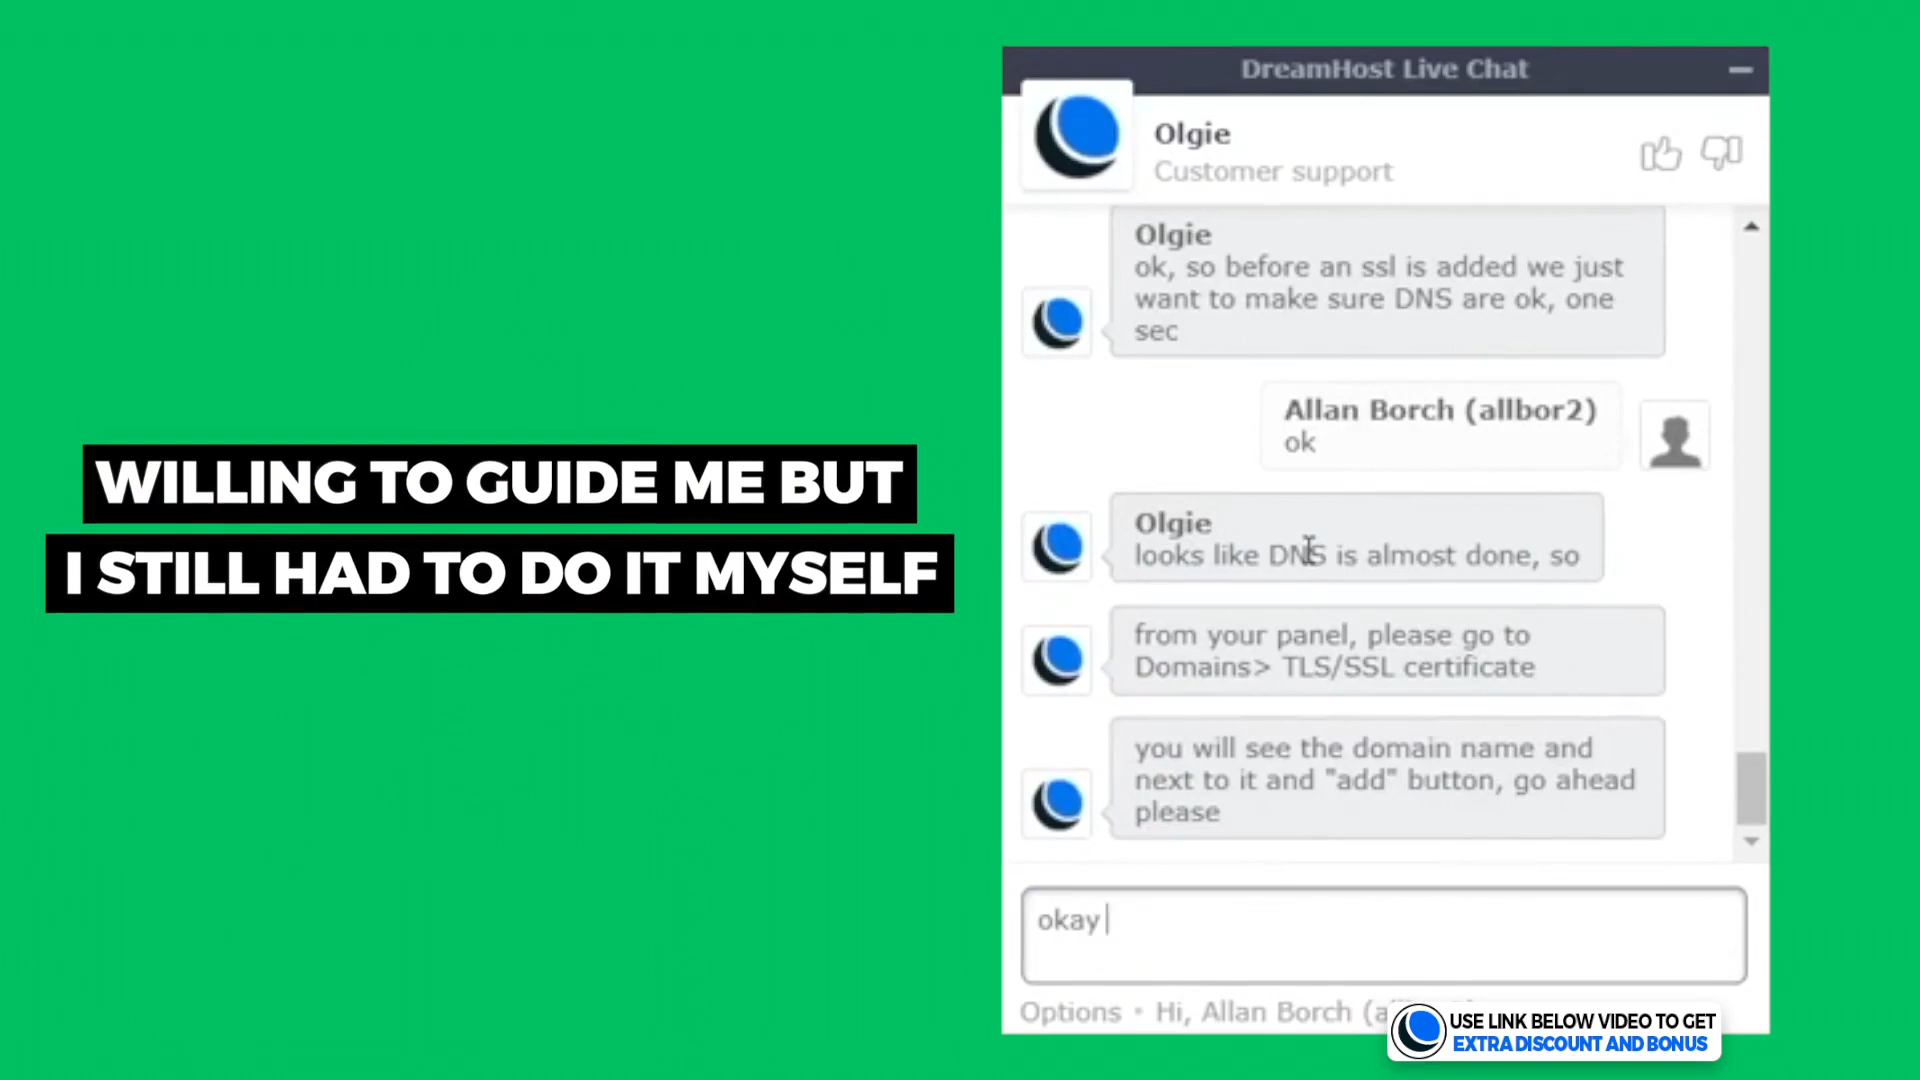 WILLING TO GUIDE ME BUT
I STILL HAD TO DO IT MYSELF
DreamHost Live Chat
Olgie
Customer support
Olgie
ok, so before an ssl is added we just
want to make sure DNS are ok, one
sec
Allan Borch (allbor2)
ok
Olgie
looks like DNS is almost done, so
from your panel, please go to
Domains> TLS/SSL certificate
you will see the domain name and
next to it and "add" button, go ahead
please
okay
Options • Hi, Allan Borch
USE LINK BELOW VIDEO TO GET
EXTRA DISCOUNT AND BONUS